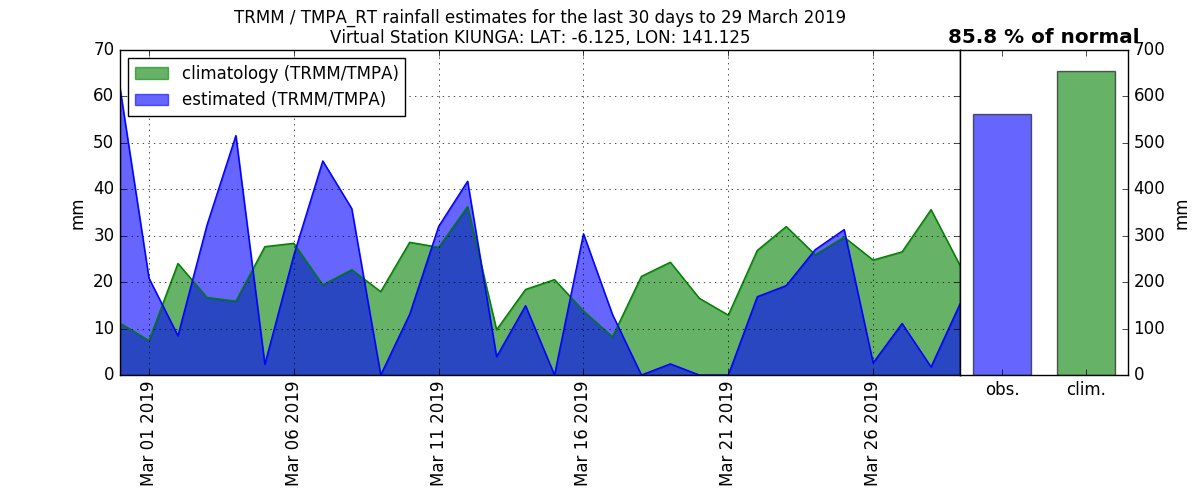 TRMM / TMPA_RT rainfall estimates for the last 30 days to 29 March 2019
Virtual Station KIUNGA: LAT: -6.125, LON: 141.125
85.8 % of normal
climatology (TRMM/TMPA)
estimated (TRMM/TMPA)
mm
70
60
50
40
30
20
10
0
Mar 01 2019
Mar 06 2019
Mar 11 2019
Mar 16 2019
Mar 21 2019
Mar 26 2019
obs.
clim.
700
600
500
400
300
200
100
0
mm